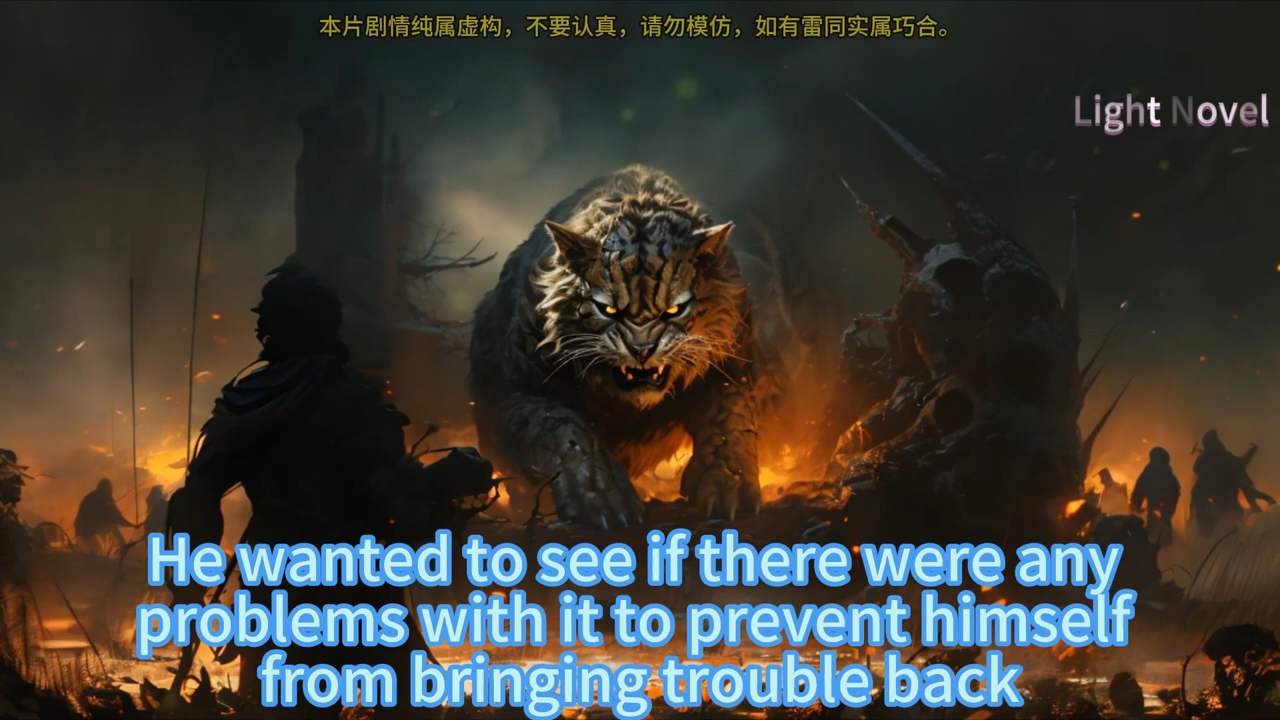 本片剧情纯属虚构，不要认真，请勿模仿，如有雷同实属巧合。
Light Novel
He wanted to see if there were any
problems with it to prevent himself
from bringing trouble back